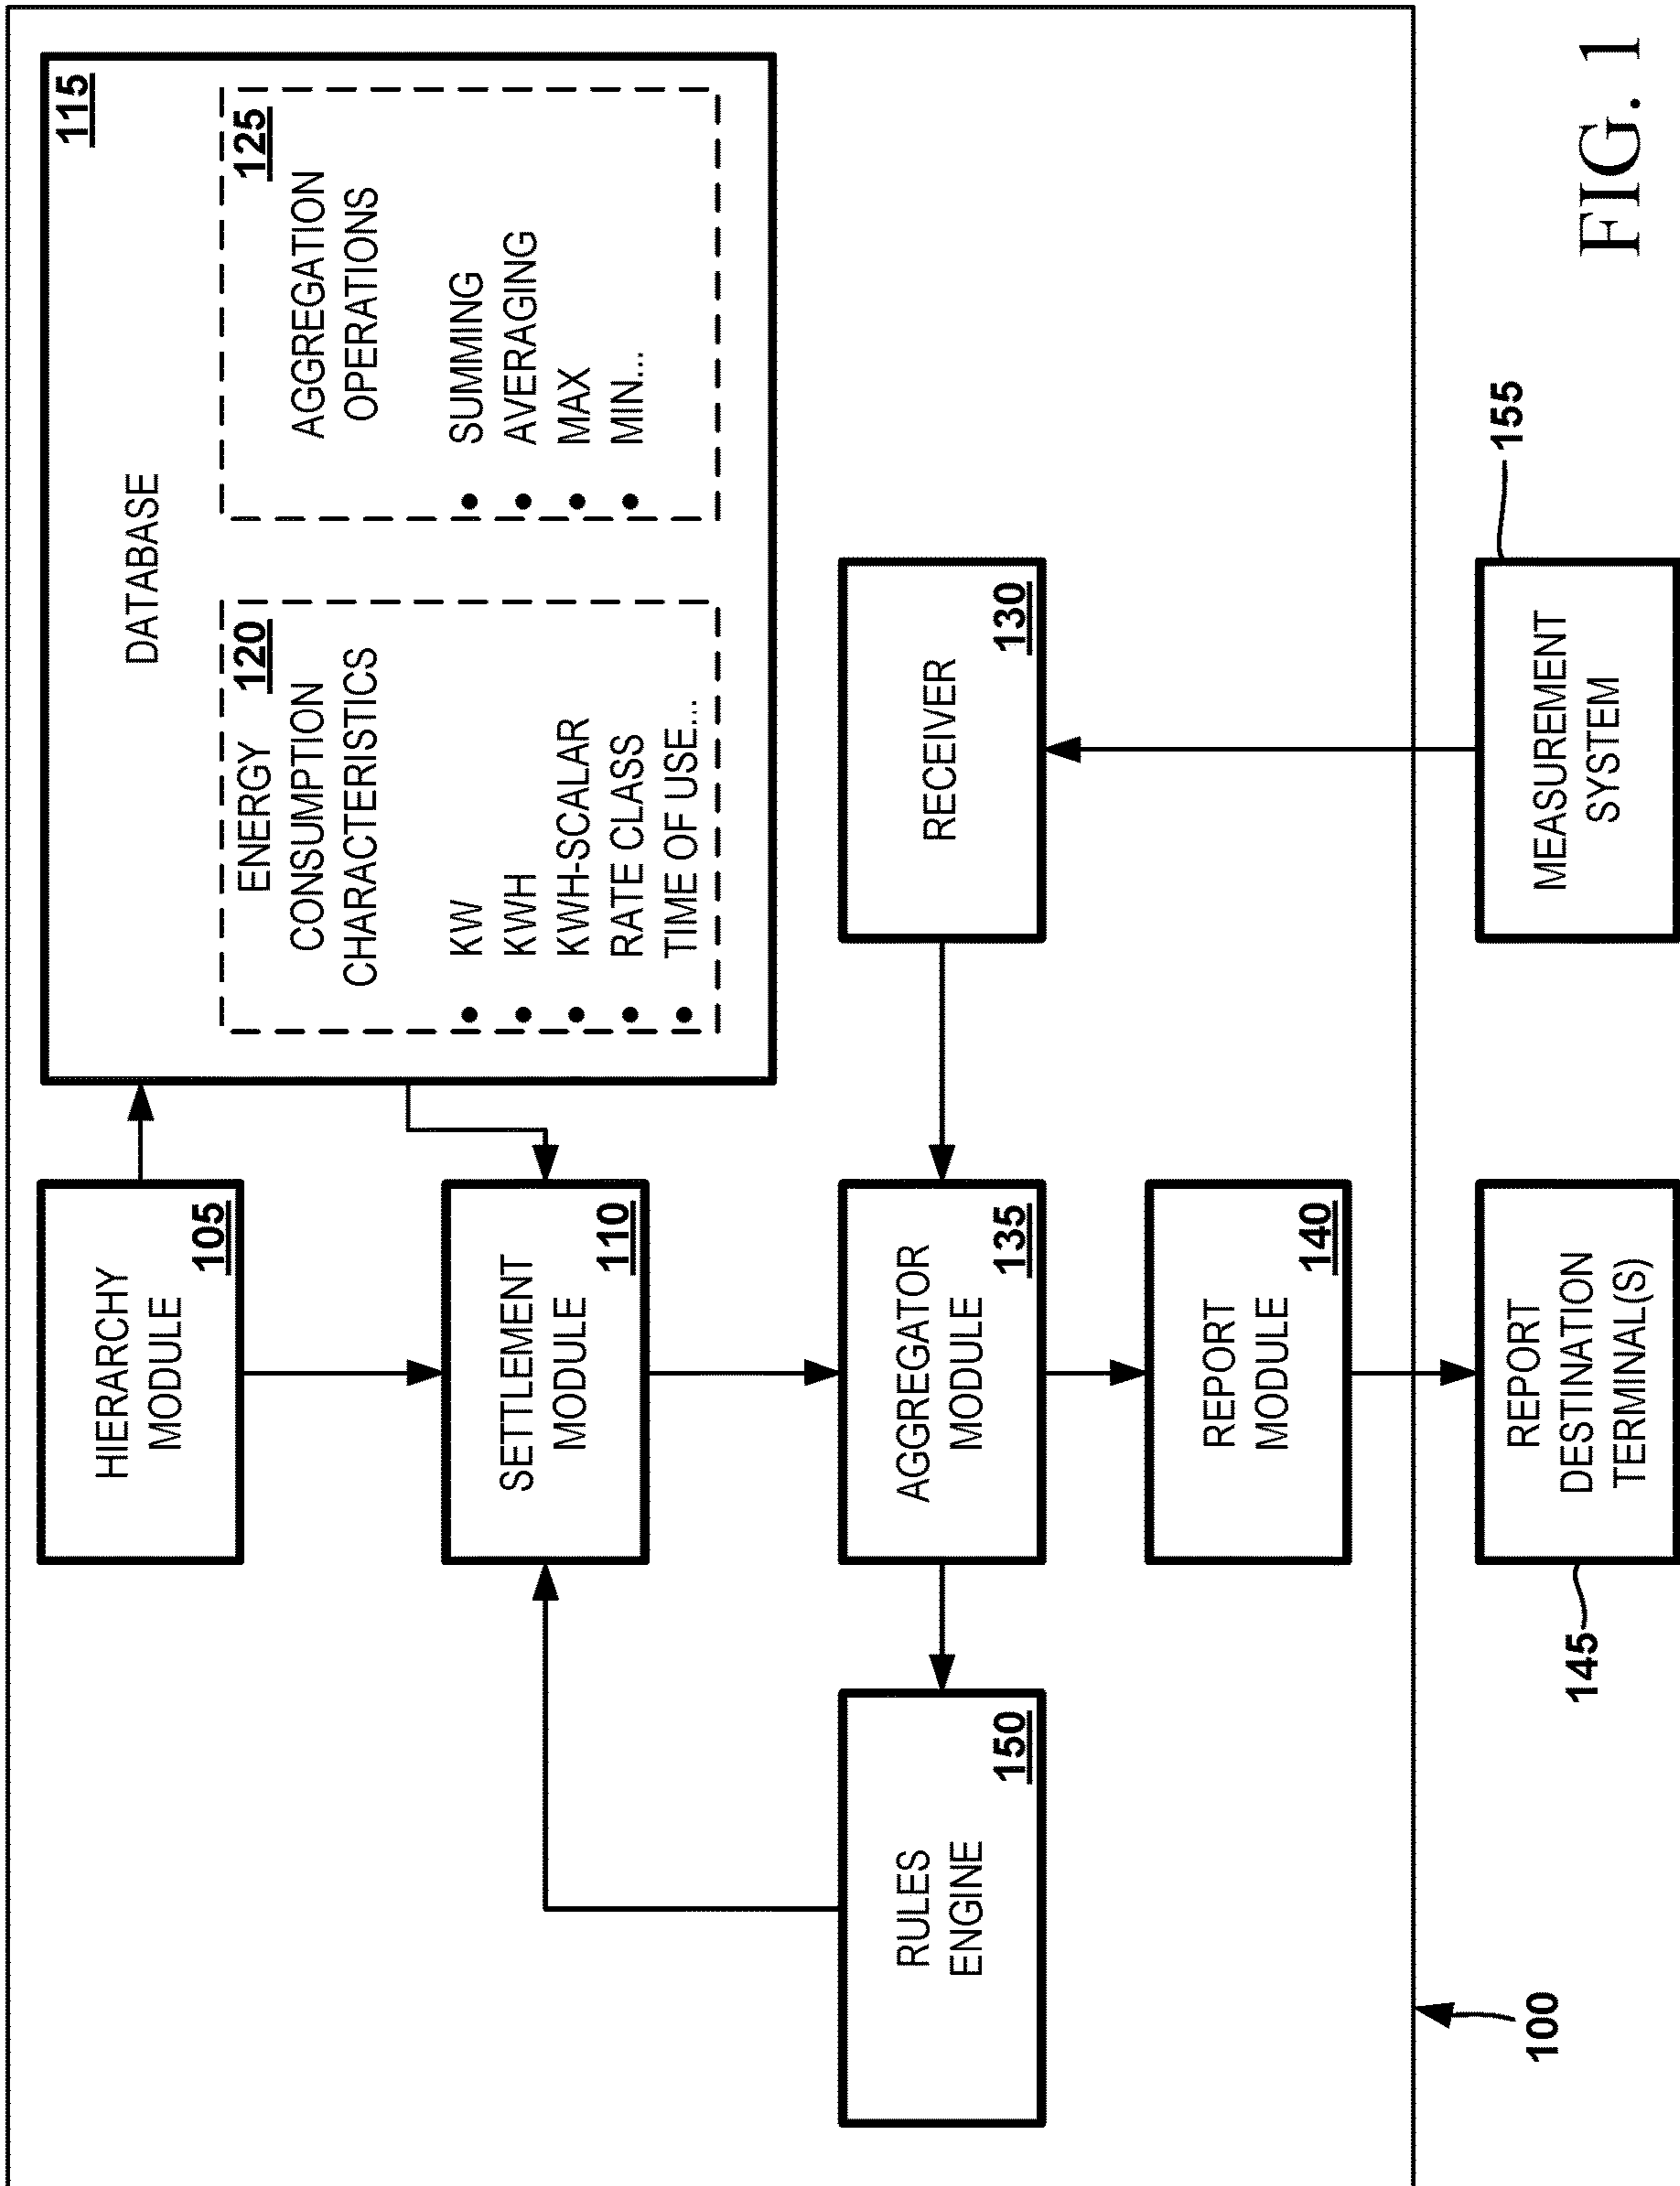 HIERARCHY
MODULE
105
DATABASE
115
ENERGY
120
CONSUMPTION
CHARACTERISTICS
• KW
• KWH
• KWH-SCALAR
• RATE CLASS
• TIME OF USE...
125
AGGREGATION
OPERATIONS
• SUMMING
• AVERAGING
• MAX
• MIN...
SETTLEMENT
MODULE
110
RULES
ENGINE
150
AGGREGATOR
MODULE
135
RECEIVER
130
REPORT
MODULE
140
100
145
REPORT
DESTINATION
TERMINAL(S)
MEASUREMENT
SYSTEM
155
FIG. 1